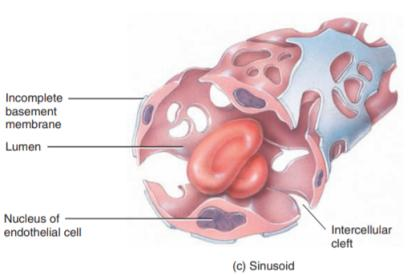 Incomplete
basement
membrane
Lumen
Nucleus of
endothelial cell
Intercellular
cleft
(c) Sinusoid